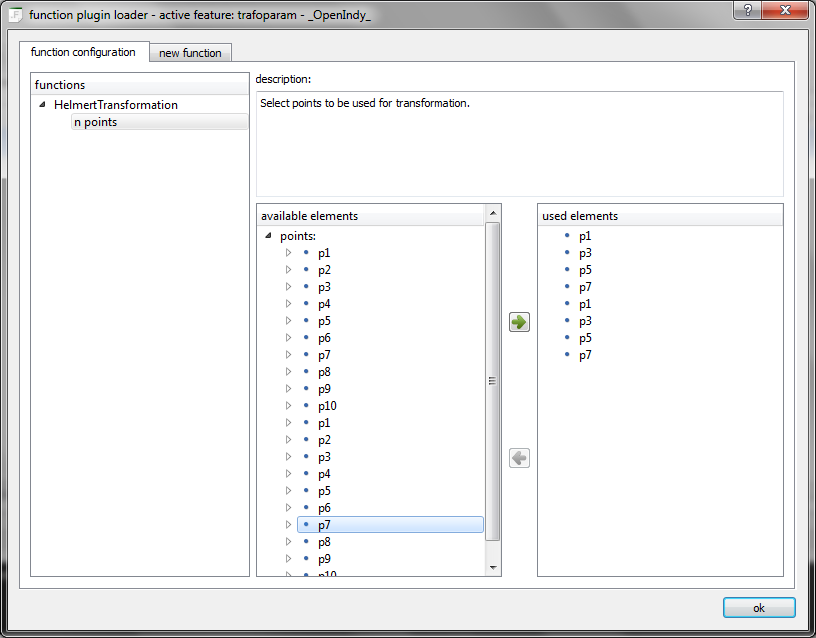 function plugin loader - active feature: trafoparam - _OpenIndy_
function configuration
new function
functions
HelmertTransformation
n points
description:
Select points to be used for transformation.
available elements
points:
p1
p2
p3
p4
p5
p6
p7
p8
p9
p10
p1
p2
p3
p4
p5
p6
p7
p8
p9
p10
used elements
p1
p3
p5
p7
p1
p3
p5
p7
ok